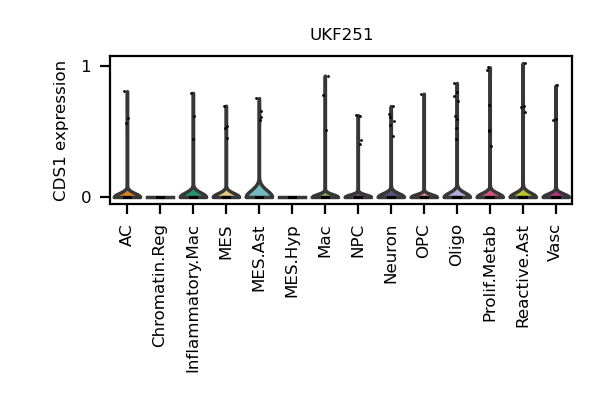 UKF251
CDS1 expression
1
0
AC
Chromatin.Reg
Inflammatory.Mac
MES
MES.Ast
MES.Hyp
Mac
NPC
Neuron
OPC
Oligo
Prolif.Metab
Reactive.Ast
Vasc